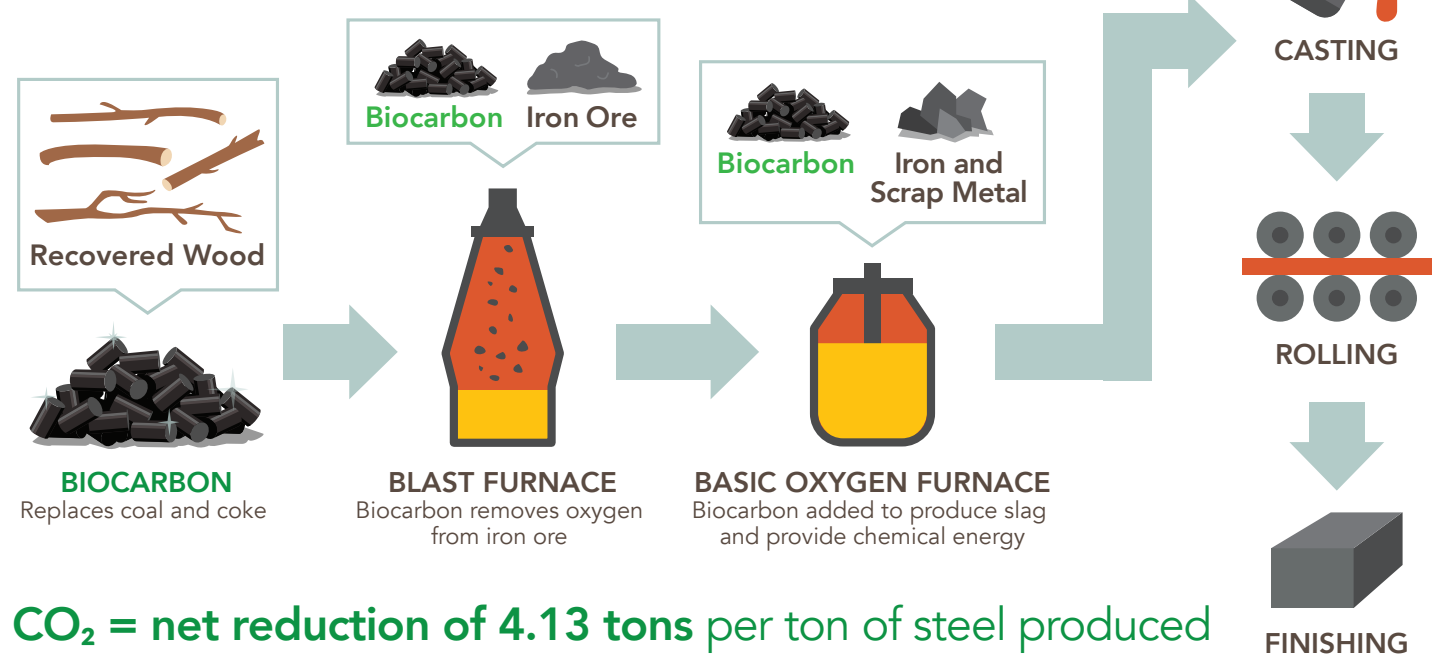 Recovered Wood
BIOCARBON
Replaces coal and coke
Biocarbon
Iron Ore
BLAST FURNACE
Biocarbon removes oxygen
from iron ore
Biocarbon
Iron and
Scrap Metal
BASIC OXYGEN FURNACE
Biocarbon added to produce slag
and provide chemical energy
CASTING
ROLLING
FINISHING
CO₂ = net reduction of 4.13 tons per ton of steel produced